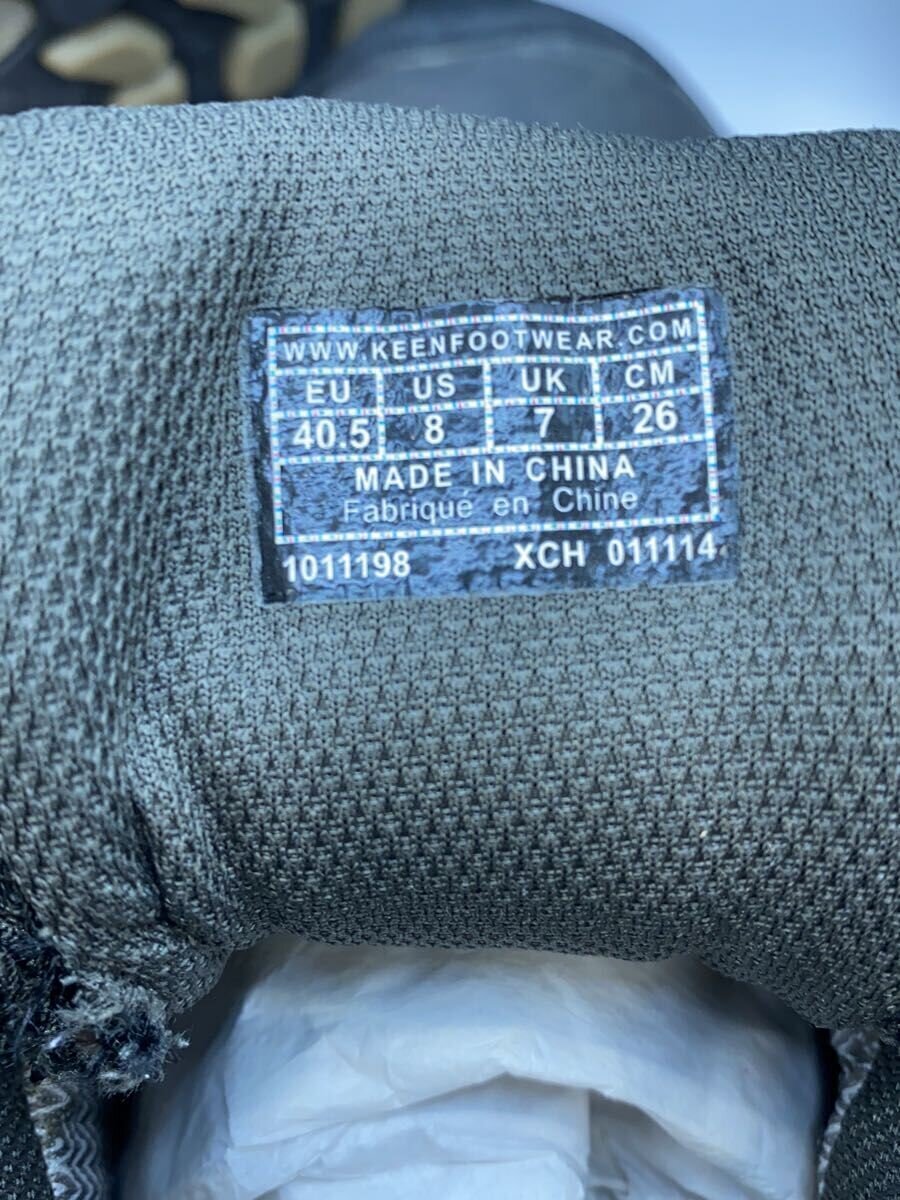 WWW.KEENFOOTWEAR.COM
EU US UK CM
40.5 8 7 26
MADE IN CHINA
Fabriqué en Chine
1011198 XCH 011114